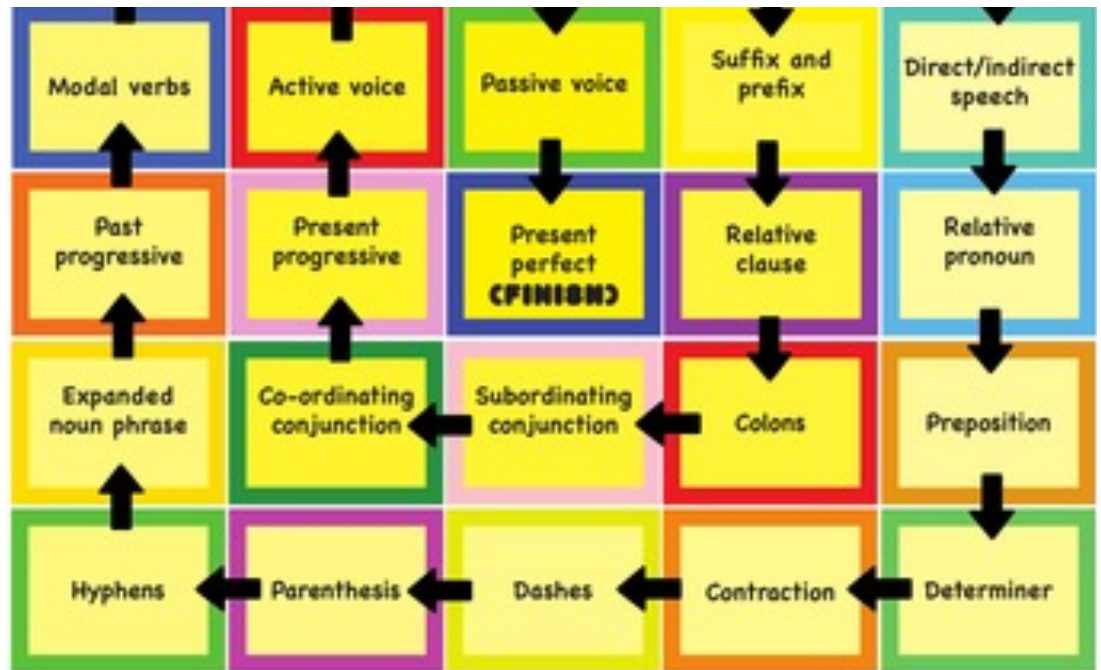 Modal verbs
Active voice
Passive voice
Suffix and
prefix
Direct/indirect
speech
Past
progressive
Present
progressive
Present
perfect
(FINISH)
Relative
clause
Relative
pronoun
Expanded
noun phrase
Co-ordinating
conjunction
Subordinating
conjunction
Colons
Preposition
Hyphens
Parenthesis
Dashes
Contraction
Determiner